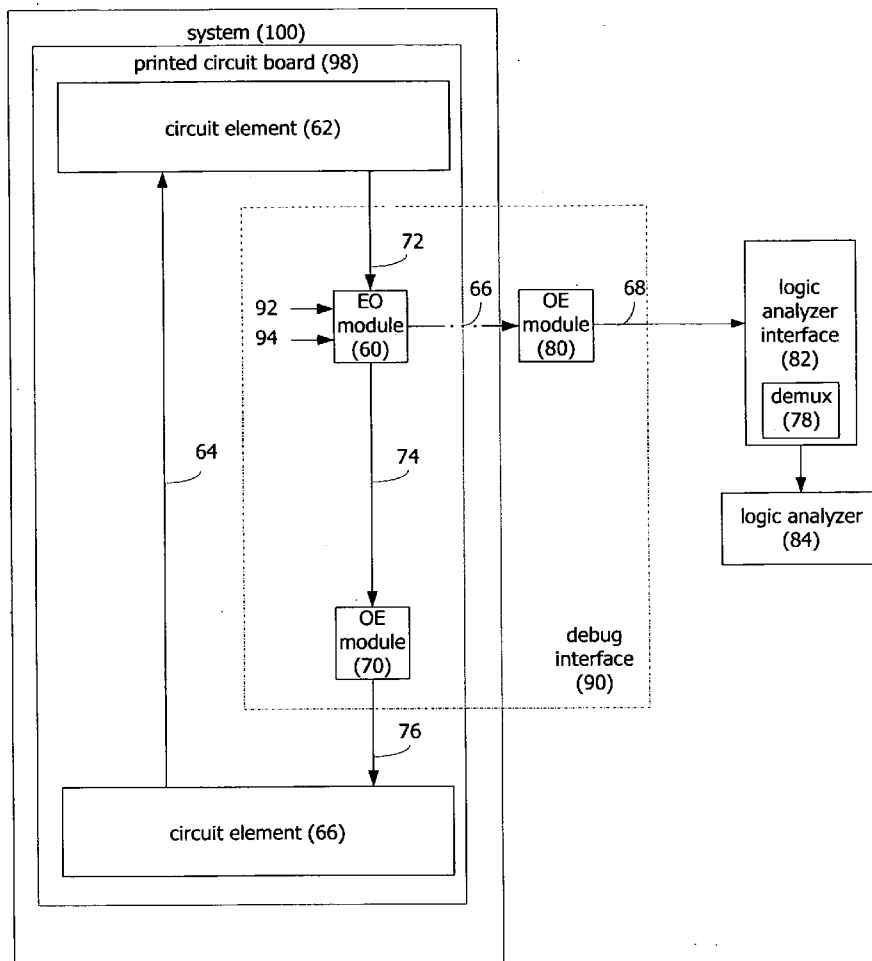 system (100)
printed circuit board (98)
circuit element (62)
72
92
94
EO
module
(60)
66
OE
module
(80)
68
logic
analyzer
interface
(82)
demux
(78)
64
74
logic analyzer
(84)
OE
module
(70)
debug
interface
(90)
76
circuit element (66)